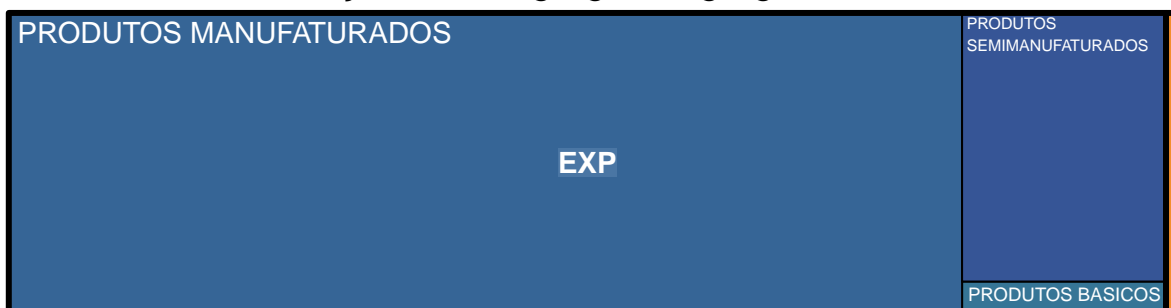 PRODUTOS MANUFATURADOS
PRODUTOS
SEMIMANUFATURADOS
EXP
PRODUTOS BASICOS